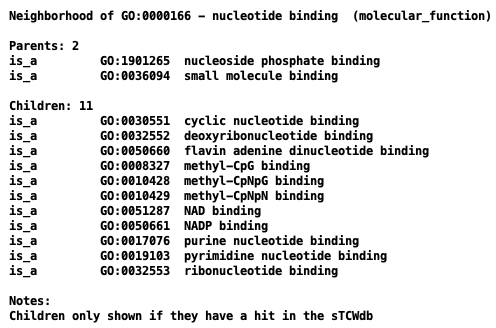 Neighborhood of GO:0000166 - nucleotide binding (molecular_function)
Parents: 2
is_a GO:1901265 nucleoside phosphate binding
is_a GO:0036094 small molecule binding
Children: 11
is_a GO:0030551 cyclic nucleotide binding
is_a GO:0032552 deoxyribonucleotide binding
is_a GO:0050660 flavin adenine dinucleotide binding
is_a GO:0008327 methyl-CpG binding
is_a GO:0010428 methyl-CpNpG binding
is_a GO:0010429 methyl-CpNpN binding
is_a GO:0051287 NAD binding
is_a GO:0050661 NADP binding
is_a GO:0017076 purine nucleotide binding
is_a GO:0019103 pyrimidine nucleotide binding
is_a GO:0032553 ribonucleotide binding
Notes:
Children only shown if they have a hit in the sTCWdb